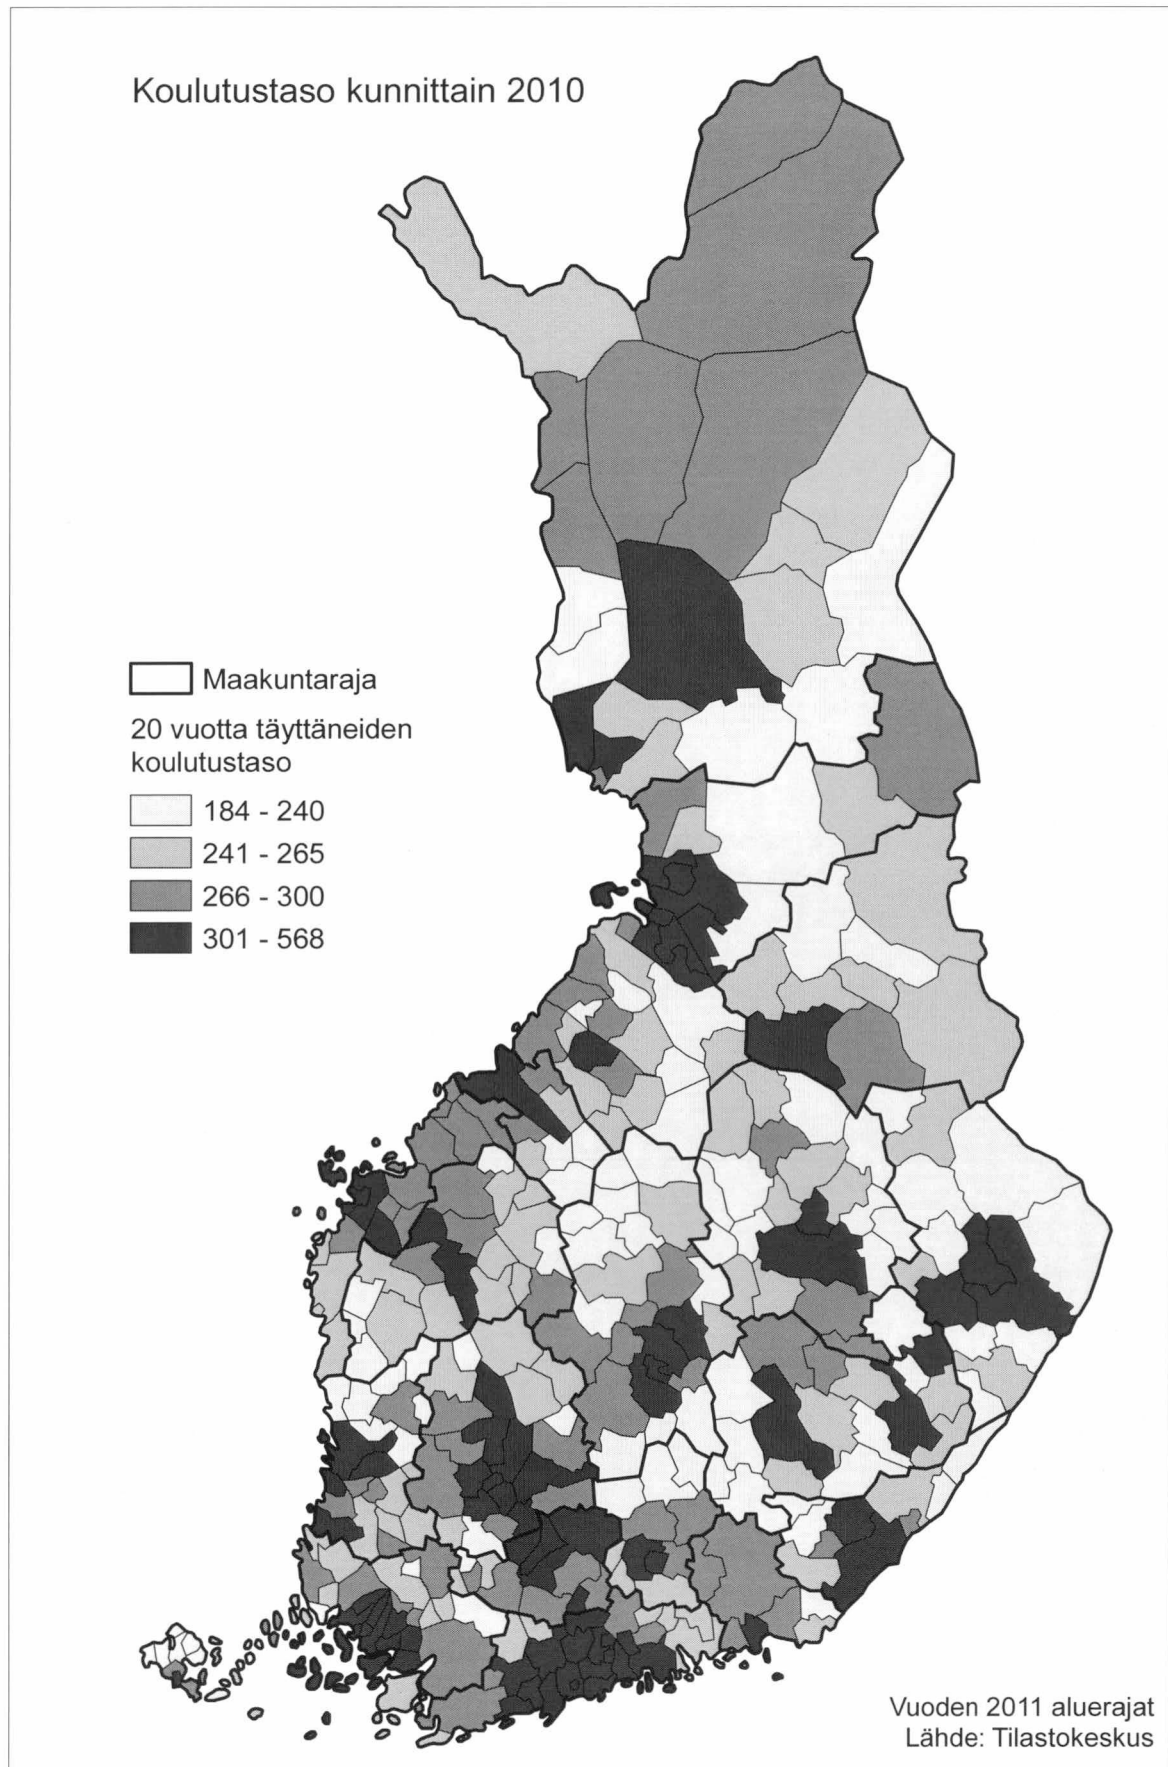 Koulutustaso kunnittain 2010
Maakuntaraja
20 vuotta täyttäneiden
koulutustaso
184 - 240
241 - 265
266 - 300
301 - 568
Vuoden 2011 aluerajat
Lähde: Tilastokeskus